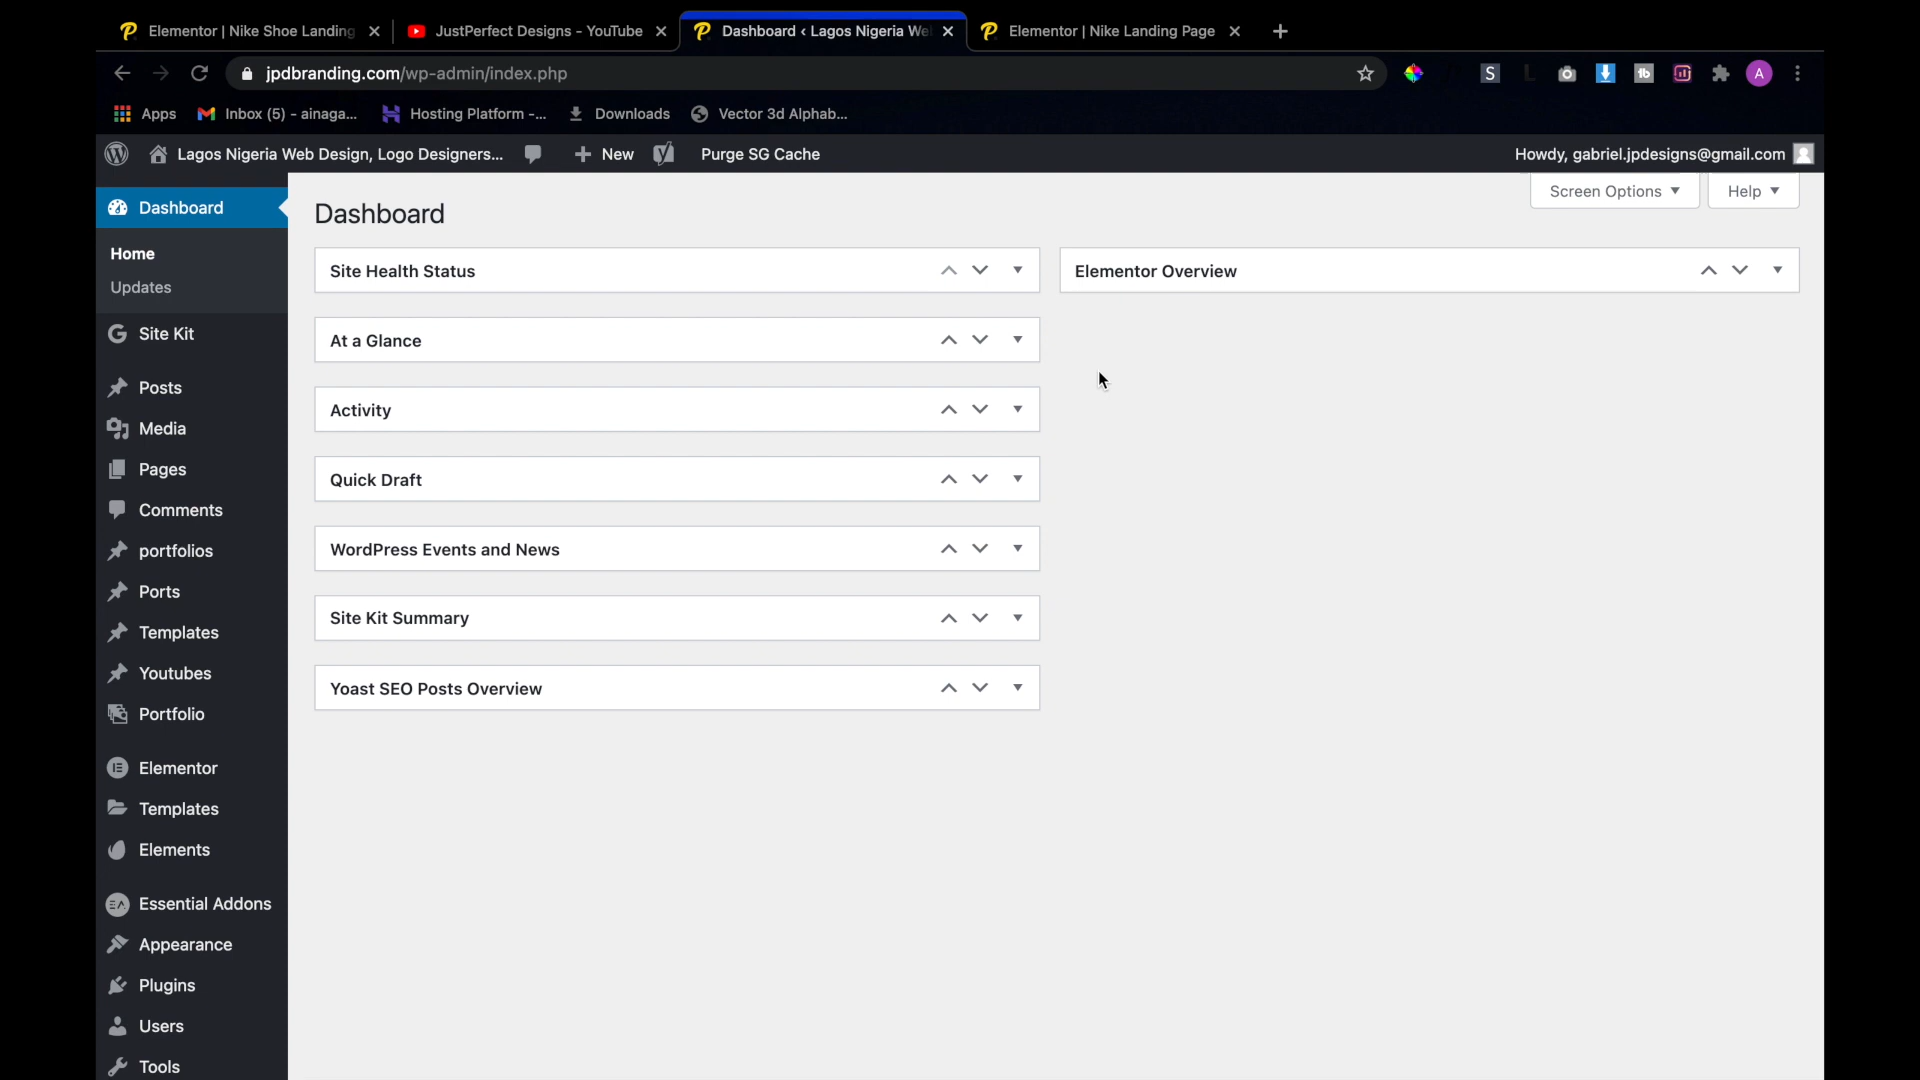 Elementor | Nike Shoe Landing
JustPerfect Designs - YouTube
Dashboard ‹ Lagos Nigeria We
Elementor | Nike Landing Page
jpdbranding.com/wp-admin/index.php
S
L
tb
A
Apps
Inbox (5) - ainaga...
Hosting Platform -...
Downloads
Vector 3d Alphab...
Lagos Nigeria Web Design, Logo Designers...
New
Purge SG Cache
Howdy, gabriel.jpdesigns@gmail.com
Screen Options
Help
Dashboard
Home
Updates
Site Kit
Posts
Media
Pages
Comments
portfolios
Ports
Templates
Youtubes
Portfolio
Elementor
Templates
Elements
Essential Addons
Appearance
Plugins
Users
Tools
Dashboard
Site Health Status
At a Glance
Activity
Quick Draft
WordPress Events and News
Site Kit Summary
Yoast SEO Posts Overview
Elementor Overview